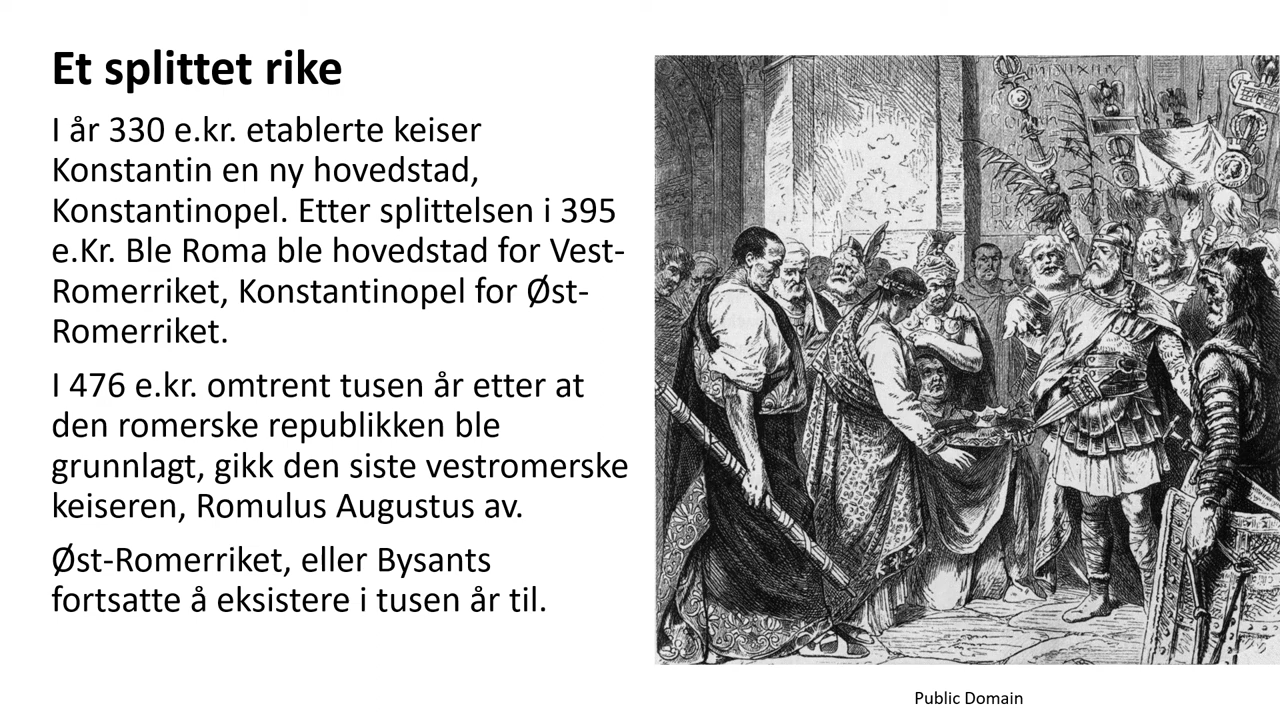 Et splittet rike
I år 330 e.kr. etablerte keiser
Konstantin en ny hovedstad,
Konstantinopel. Etter splittelsen i 395
e.Kr. Ble Roma ble hovedstad for Vest-
Romerriket, Konstantinopel for Øst-
Romerriket.
I 476 e.kr. omtrent tusen år etter at
den romerske republikken ble
grunnlagt, gikk den siste vestromerske
keiseren, Romulus Augustus av.
Øst-Romerriket, eller Bysants
fortsatte å eksistere i tusen år til.
Public Domain